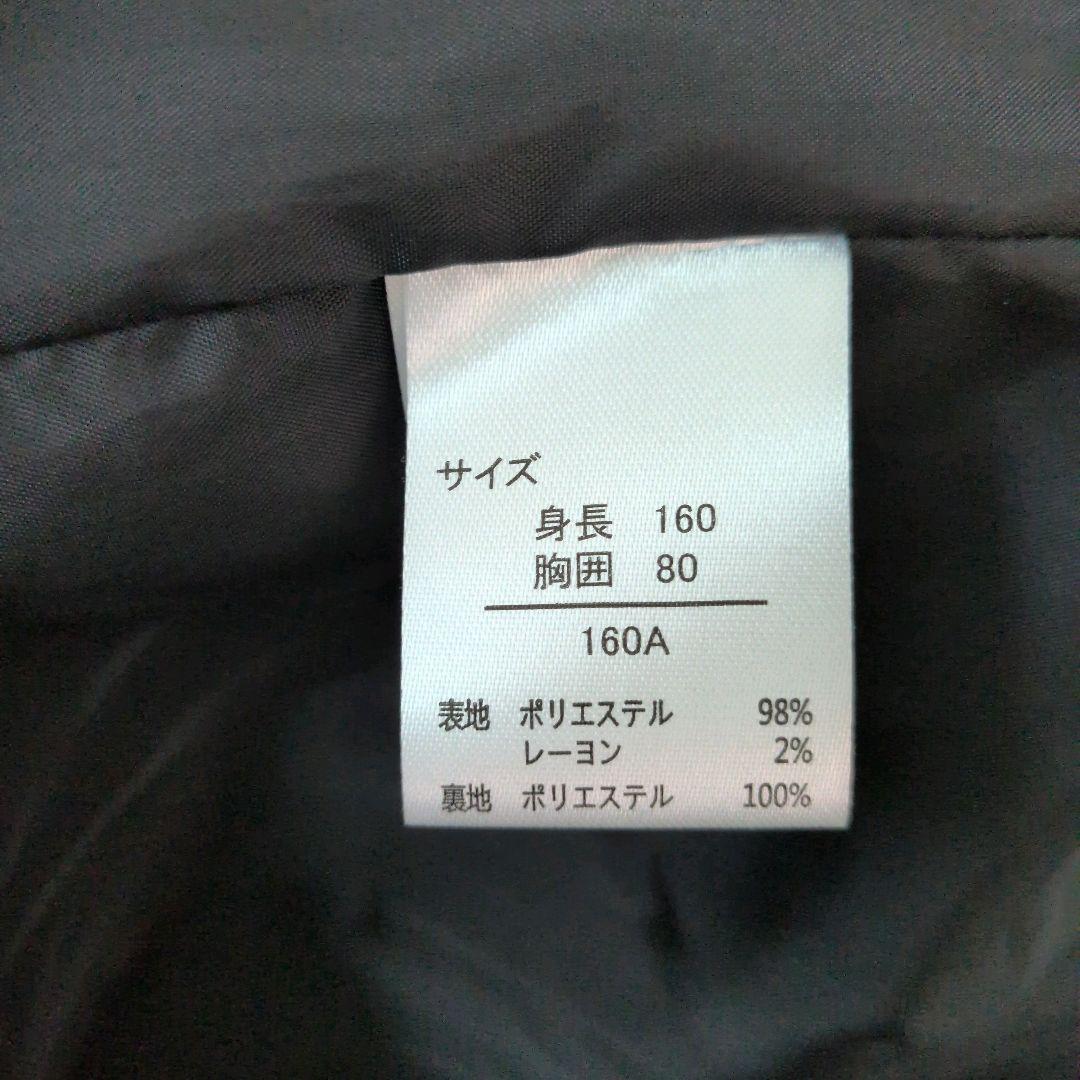 サイズ
身長 160
胸囲 80
160A
表地 ポリエステル 98%
レーヨン 2%
裏地 ポリエステル 100%